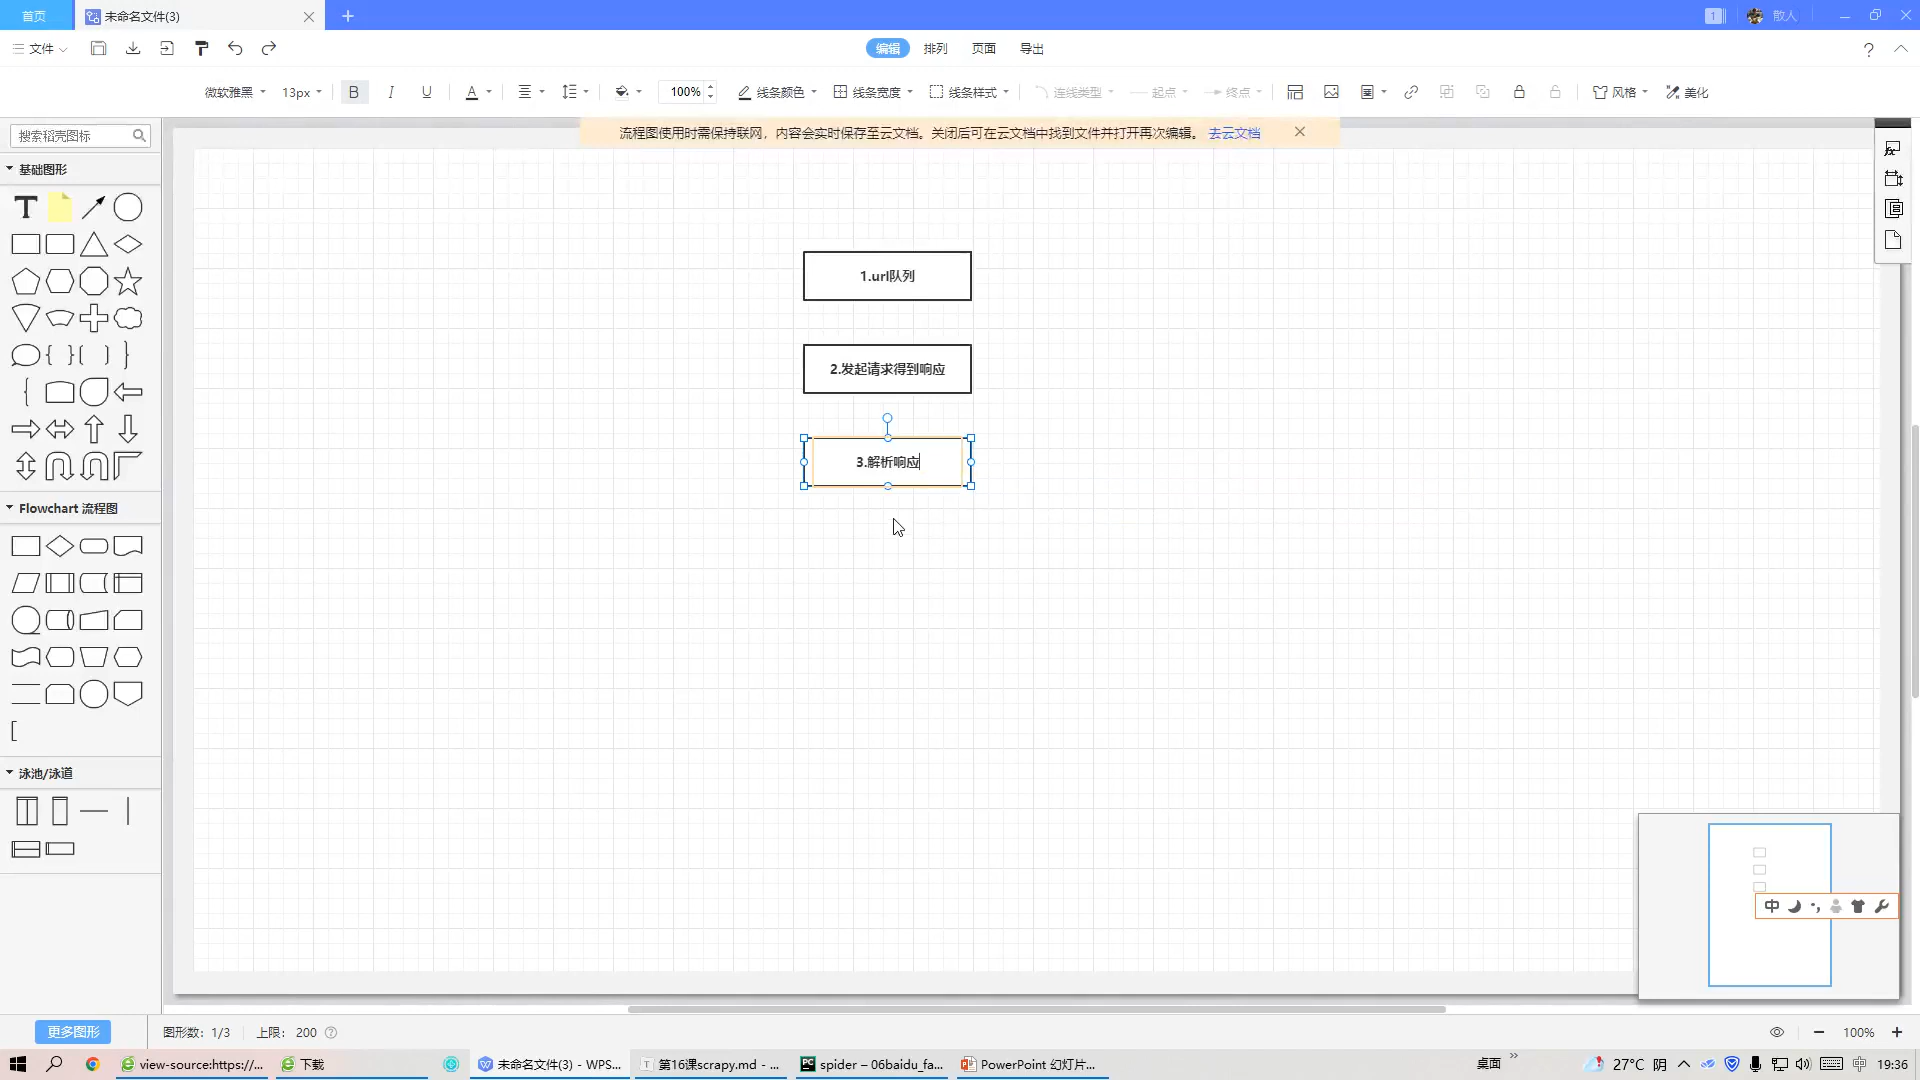 首页
未命名文件(3)
1
散人
文件
编辑
排列
页面
导出
微软雅黑
13px
B
I
U
A
100%
线条颜色
线条宽度
线条样式
连线类型
起点
终点
风格
美化
搜索稻壳图标
流程图使用时需保持联网，内容会实时保存至云文档。关闭后可在云文档中找到文件并打开再次编辑。 去云文档
基础图形
T
1.url队列
2.发起请求得到响应
3.解析响应
Flowchart 流程图
泳池/泳道
中
更多图形
图形数: 1/3
上限: 200
100%
view-source:https://...
下载
未命名文件(3) - WPS...
第16课scrapy.md - ...
spider – 06baidu_fa...
PowerPoint 幻灯片...
桌面
27°C 阴
中
19:36